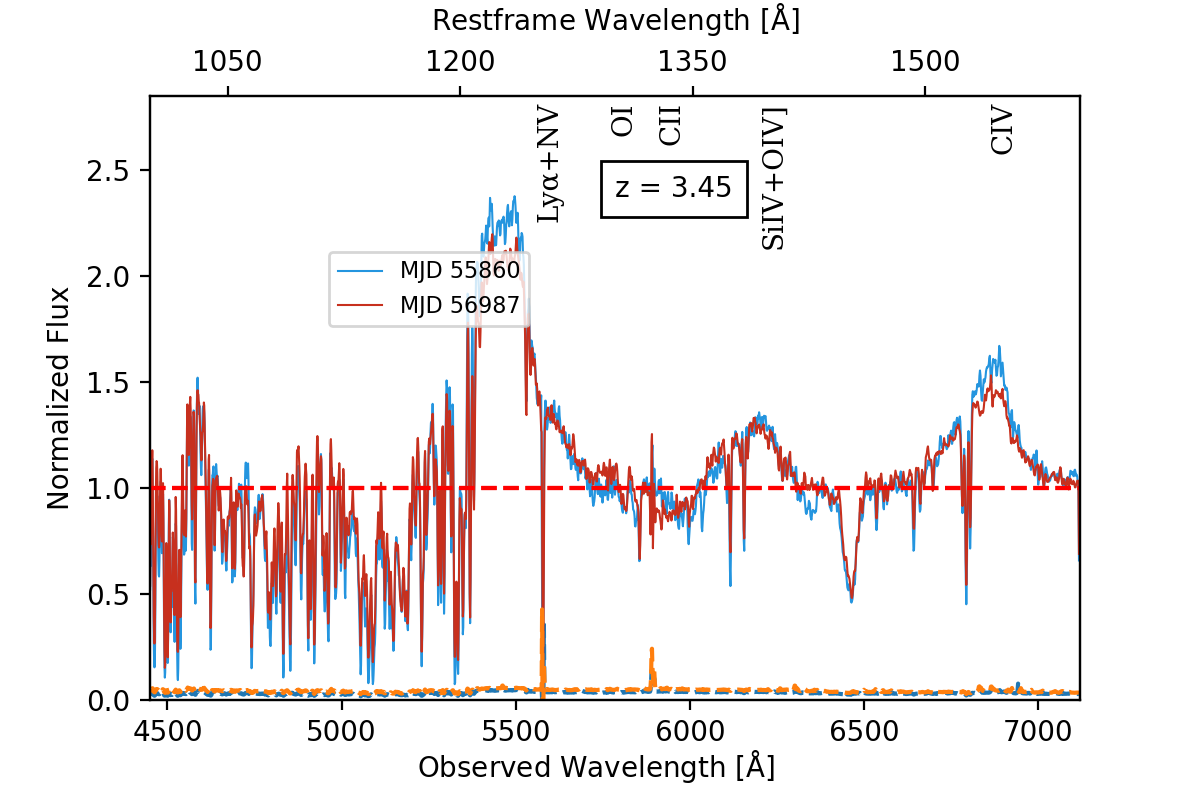 Restframe Wavelength [Å]
1050 1200 1350 1500
Lyα+NV
OI
CII
SiIV+OIV]
CIV
z = 3.45
MJD 55860
MJD 56987
Normalized Flux
2.5
2.0
1.5
1.0
0.5
0.0
4500 5000 5500 6000 6500 7000
Observed Wavelength [Å]